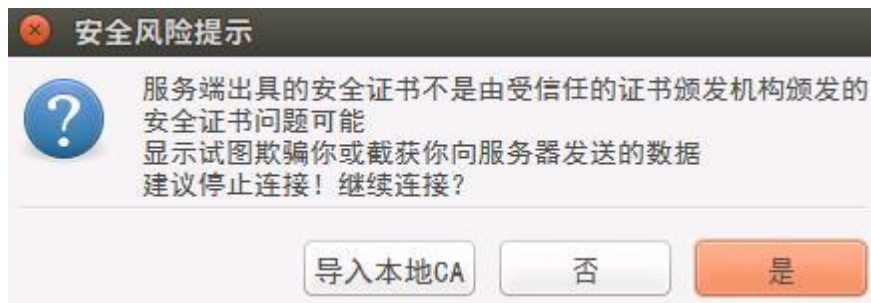 安全风险提示
服务端出具的安全证书不是由受信任的证书颁发机构颁发的
安全证书问题可能
显示试图欺骗你或截获你向服务器发送的数据
建议停止连接！继续连接？
导入本地CA 否 是